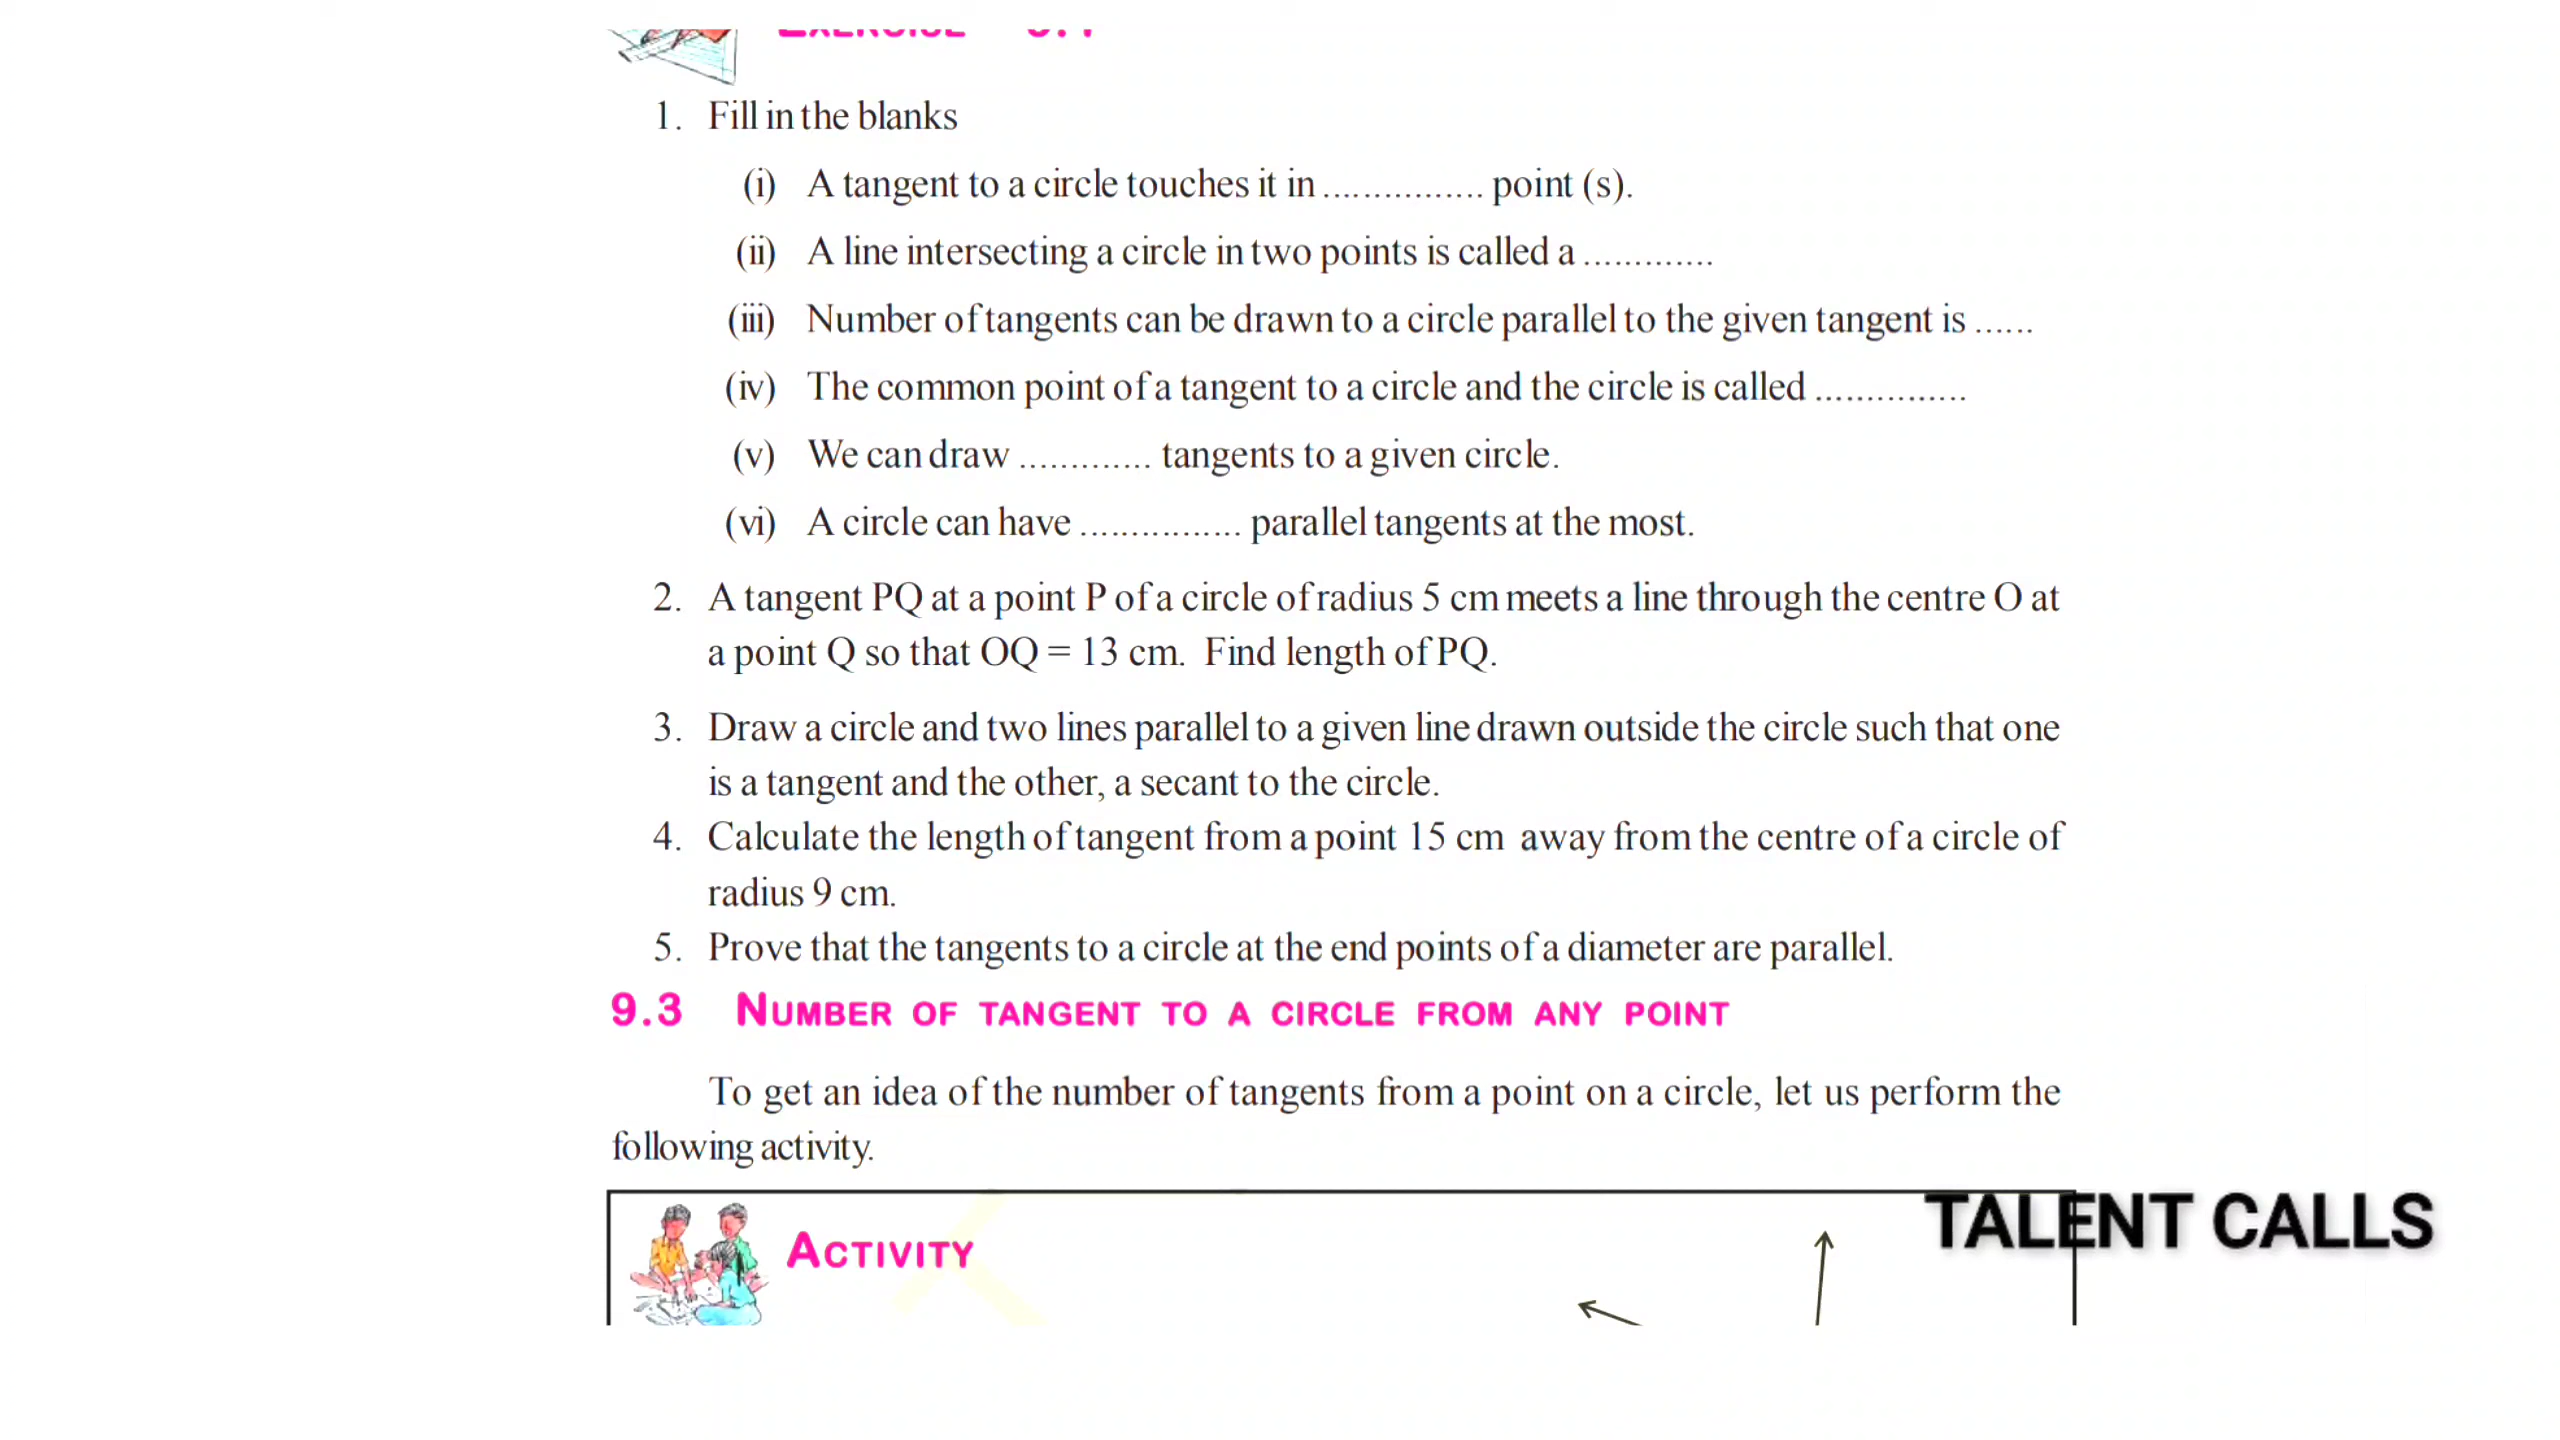 EXERCISE - 9.1
1. Fill in the blanks
(i) A tangent to a circle touches it in ................ point (s).
(ii) A line intersecting a circle in two points is called a .............
(iii) Number of tangents can be drawn to a circle parallel to the given tangent is ......
(iv) The common point of a tangent to a circle and the circle is called ...............
(v) We can draw ............. tangents to a given circle.
(vi) A circle can have ................ parallel tangents at the most.
2. A tangent PQ at a point P of a circle of radius 5 cm meets a line through the centre O at
a point Q so that OQ = 13 cm. Find length of PQ.
3. Draw a circle and two lines parallel to a given line drawn outside the circle such that one
is a tangent and the other, a secant to the circle.
4. Calculate the length of tangent from a point 15 cm away from the centre of a circle of
radius 9 cm.
5. Prove that the tangents to a circle at the end points of a diameter are parallel.
9.3 NUMBER OF TANGENT TO A CIRCLE FROM ANY POINT
To get an idea of the number of tangents from a point on a circle, let us perform the
following activity.
TALENT CALLS
ACTIVITY